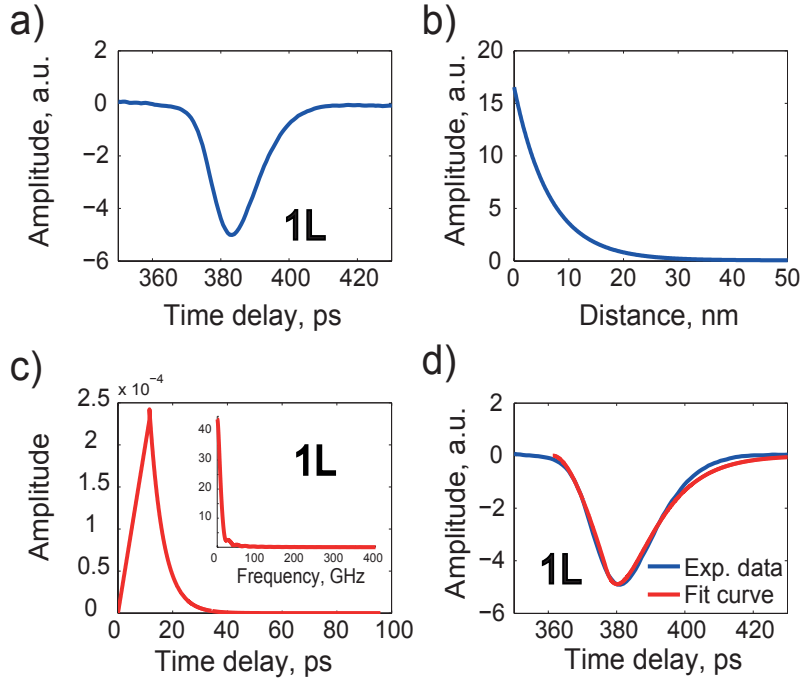 a)
2
0
−2
−4
−6
Amplitude, a.u.
1L
360 380 400 420
Time delay, ps
b)
20
15
10
5
0
Amplitude, a.u.
0 10 20 30 40 50
Distance, nm
c)
x 10⁻⁴
2.5
2
1.5
1
0.5
0
Amplitude
40
30
20
10
0 100 200 300 400
Frequency, GHz
1L
0 20 40 60 80 100
Time delay, ps
d)
2
0
−2
−4
−6
Amplitude, a.u.
1L
Exp. data
Fit curve
360 380 400 420
Time delay, ps